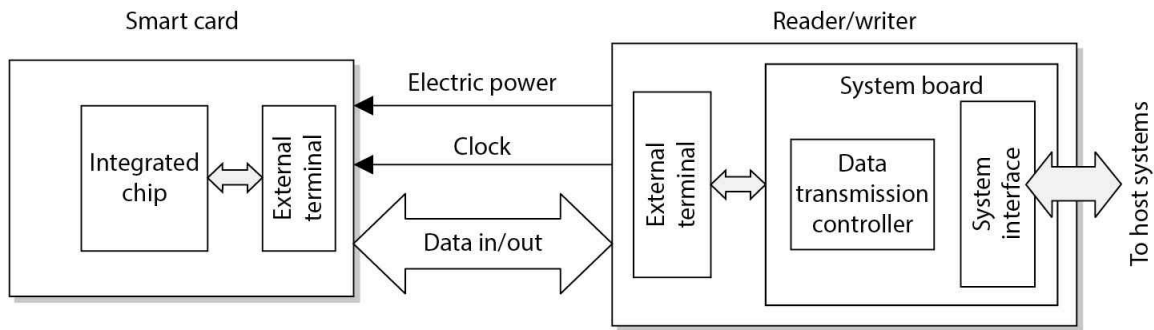 Smart card
Reader/writer
Electric power
Clock
Data in/out
Integrated
chip
External
terminal
External
terminal
System board
Data
transmission
controller
System
interface
To host systems